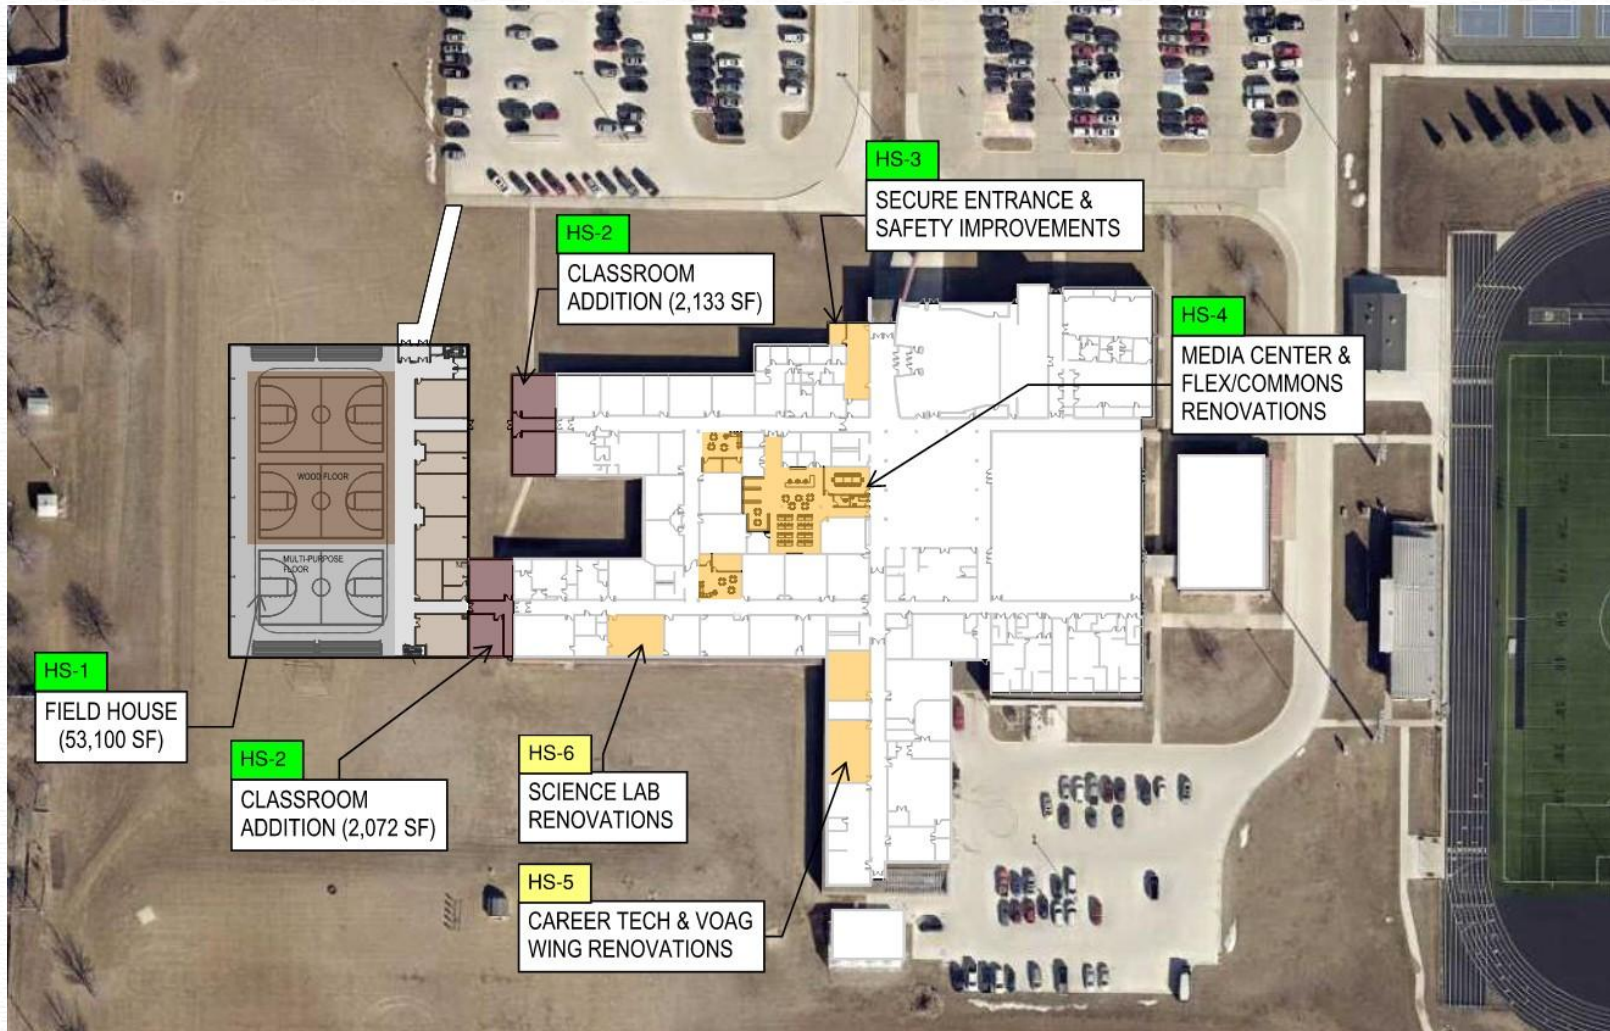 HS-3
SECURE ENTRANCE &
SAFETY IMPROVEMENTS
HS-2
CLASSROOM
ADDITION (2,133 SF)
HS-4
MEDIA CENTER &
FLEX/COMMONS
RENOVATIONS
WOOD FLOOR
MULTI-PURPOSE
FLOOR
HS-1
FIELD HOUSE
(53,100 SF)
HS-2
CLASSROOM
ADDITION (2,072 SF)
HS-6
SCIENCE LAB
RENOVATIONS
HS-5
CAREER TECH & VOAG
WING RENOVATIONS